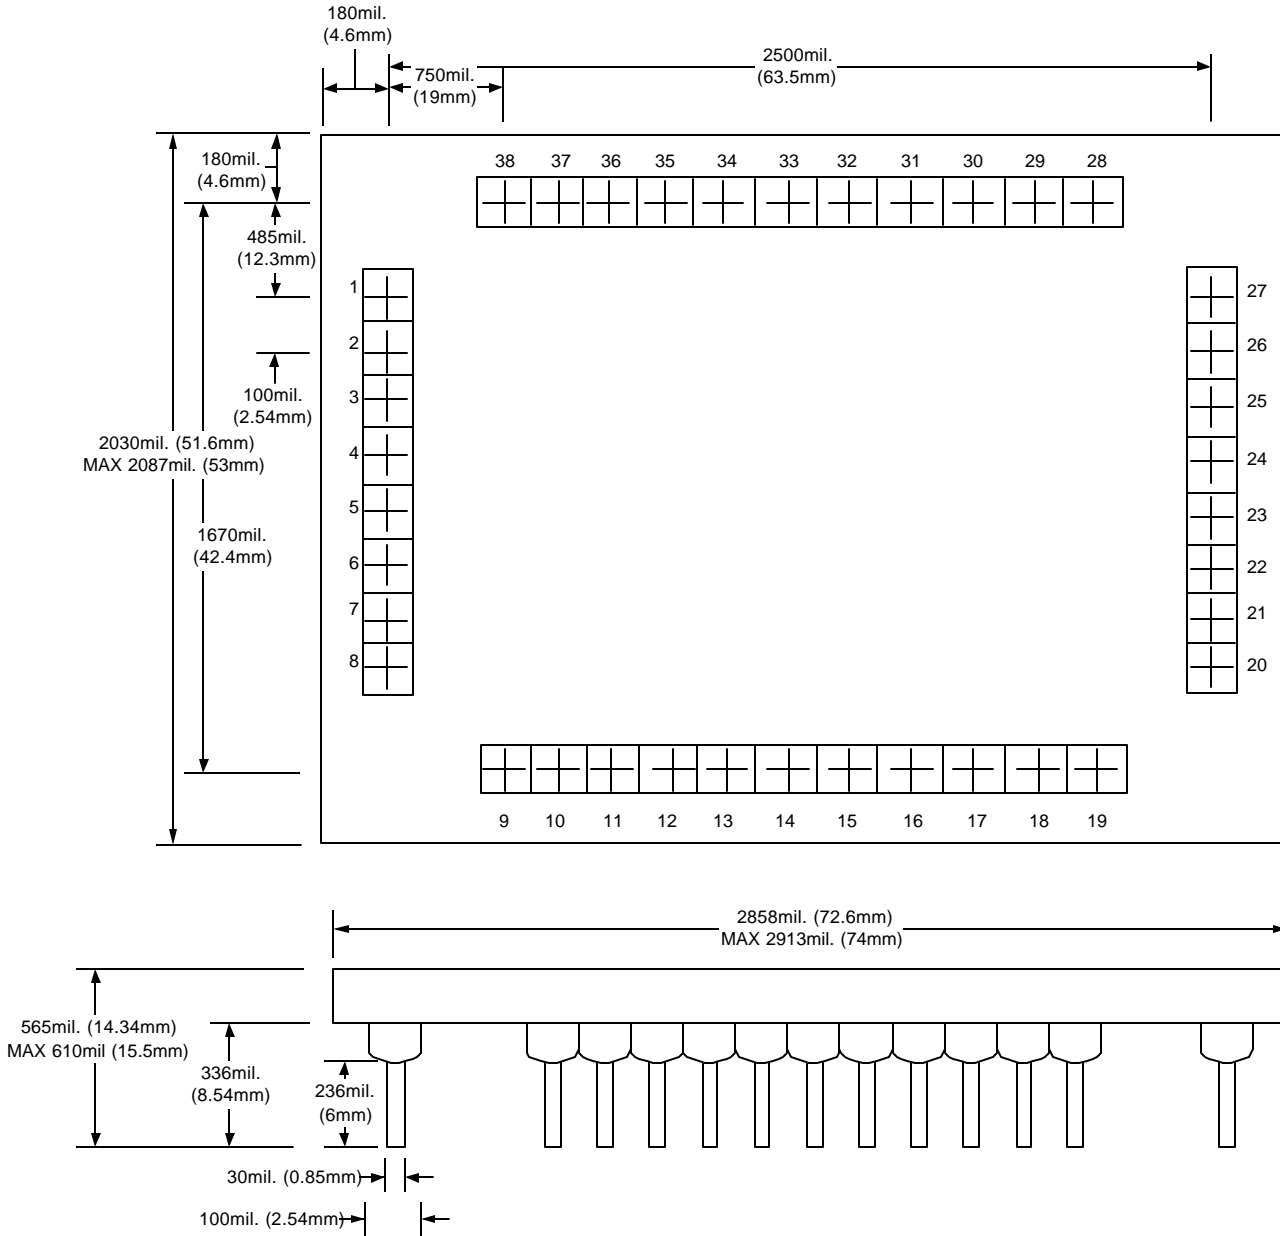 180mil.
(4.6mm)
2500mil.
(63.5mm)
750mil.
(19mm)
180mil.
(4.6mm)
38 37 36 35 34 33 32 31 30 29 28
485mil.
(12.3mm)
1 27
2 26
100mil.
(2.54mm)
3 25
2030mil. (51.6mm)
MAX 2087mil. (53mm)
4 24
5 23
1670mil.
(42.4mm)
6 22
7 21
8 20
9 10 11 12 13 14 15 16 17 18 19
2858mil. (72.6mm)
MAX 2913mil. (74mm)
565mil. (14.34mm)
MAX 610mil (15.5mm)
336mil.
(8.54mm)
236mil.
(6mm)
30mil. (0.85mm)
100mil. (2.54mm)